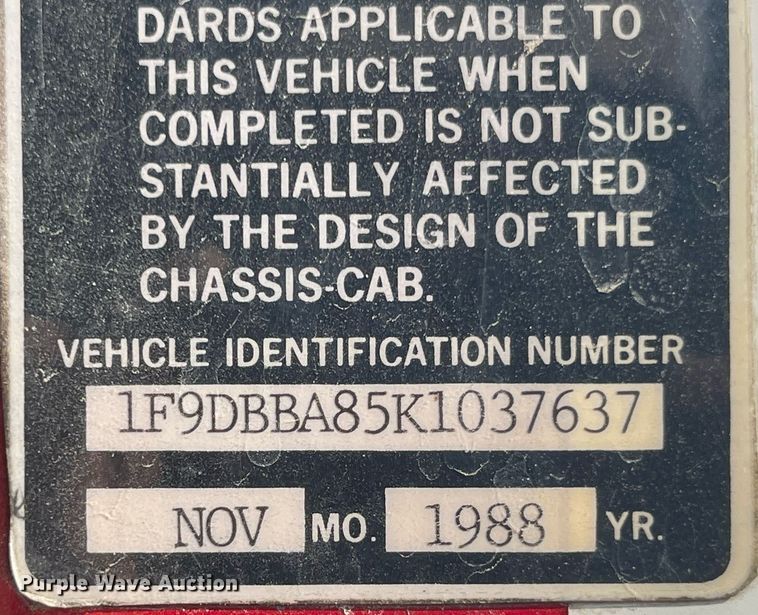 DARDS APPLICABLE TO
THIS VEHICLE WHEN
COMPLETED IS NOT SUB-
STANTIALLY AFFECTED
BY THE DESIGN OF THE
CHASSIS-CAB.
VEHICLE IDENTIFICATION NUMBER
1F9DBBA85K1037637
NOV MO. 1988 YR.
Purple Wave Auction